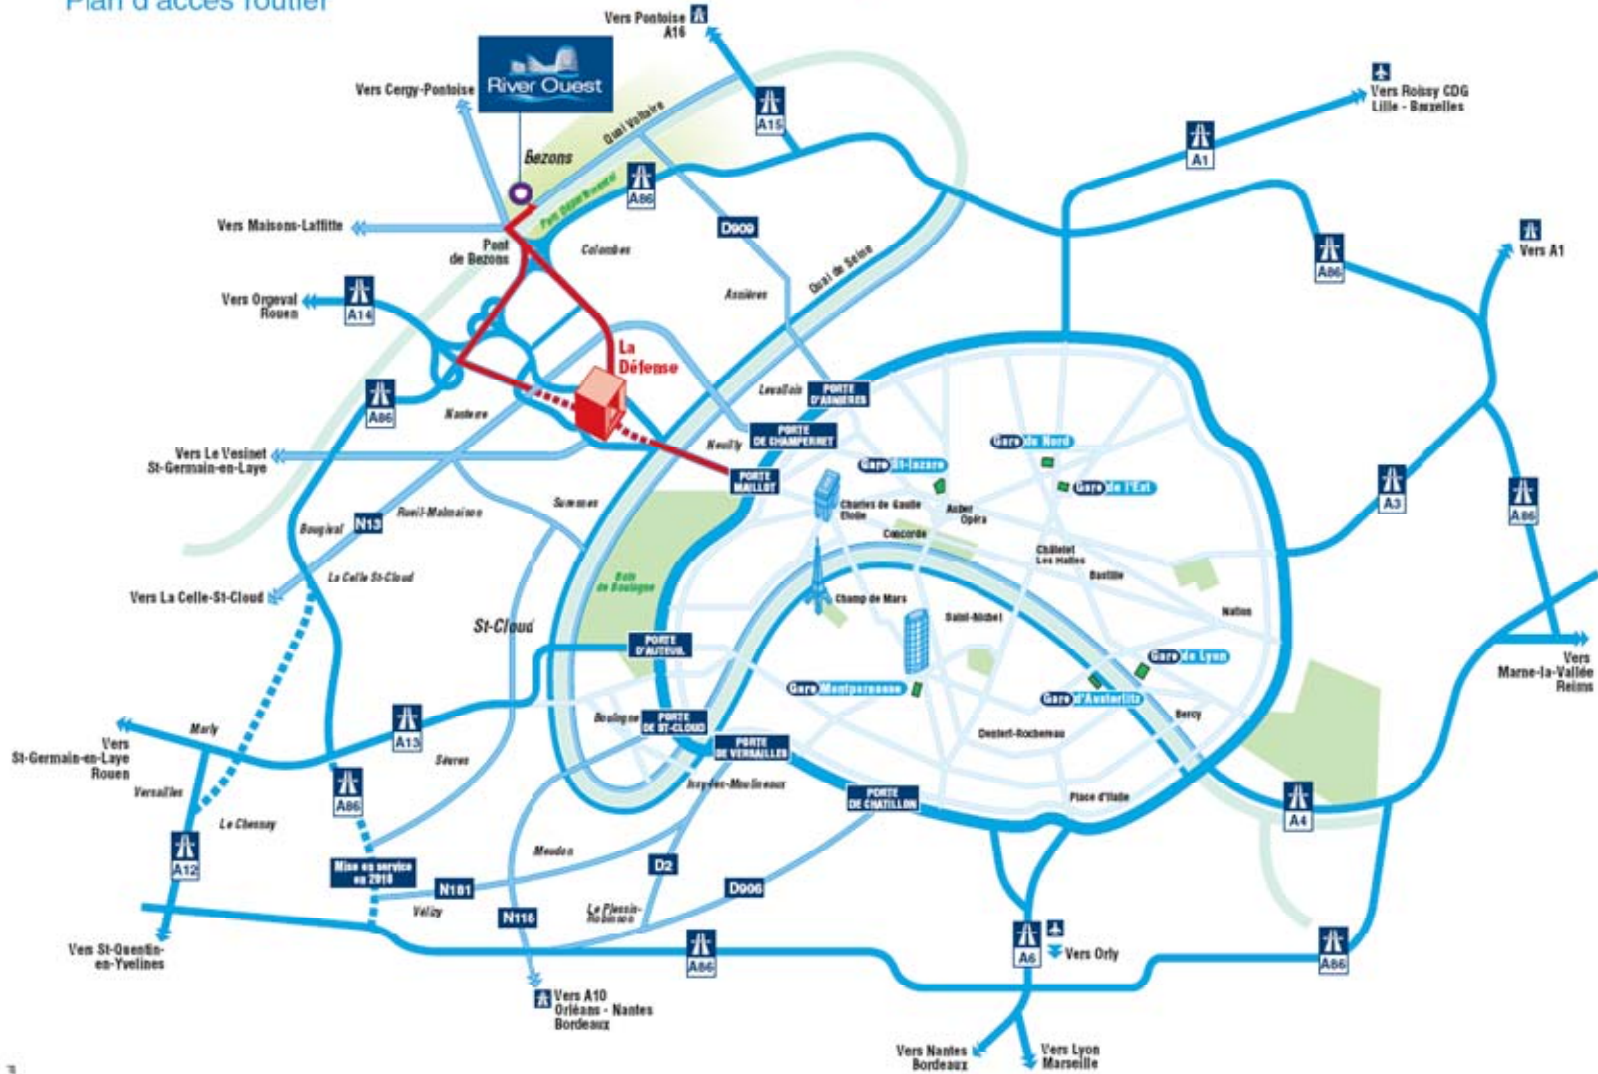 Plan d'accès routier
Vers Pontoise
A16
River Ouest
Vers Cergy-Pontoise
Quai Voltaire
A15
Vers Roissy CDG
Lille - Bruxelles
A1
Bezons
A86
Parc Départemental
Vers Maisons-Laffitte
Pont
de Bezons
Colombes
D909
Quai de Seine
A86
Vers A1
Vers Orgeval
Rouen
A14
Asnières
La
Défense
A86
Nanterre
Levallois
PORTE
D'ASNIERES
PORTE
DE CHAMPERRET
Neuilly
PORTE
MAILLOT
Gare du Nord
Gare St-lazare
Gare de l'Est
Vers Le Vesinet
St-Germain-en-Laye
Suresnes
Charles de Gaulle
Etoile
Auber
Opéra
A3
A86
Bougival
N13
Rueil-Malmaison
Concorde
Châtelet
Les Halles
Bastille
La Celle St-Cloud
Bois
de Boulogne
Vers La Celle-St-Cloud
Champ de Mars
Saint-Michel
Nation
St-Cloud
PORTE
D'AUTEUIL
Gare de Lyon
Vers
Marne-la-Vallée
Reims
Gare Montparnasse
Gare d'Austerlitz
Bercy
Boulogne
PORTE
DE ST-CLOUD
Denfert-Rochereau
A13
Marly
Vers
St-Germain-en-Laye
Rouen
Sèvres
PORTE
DE VERSAILLES
Issy-les-Moulineaux
Versailles
A86
PORTE
DE CHATILLON
Place d'Italie
A4
Le Chesnay
A12
Meudon
Mise en service
en 2010
N181
D2
D906
Vélizy
N118
Le Plessis-
Robinson
Vers St-Quentin-
en-Yvelines
A86
A6
Vers Orly
A86
Vers A10
Orléans - Nantes
Bordeaux
Vers Nantes
Bordeaux
Vers Lyon
Marseille